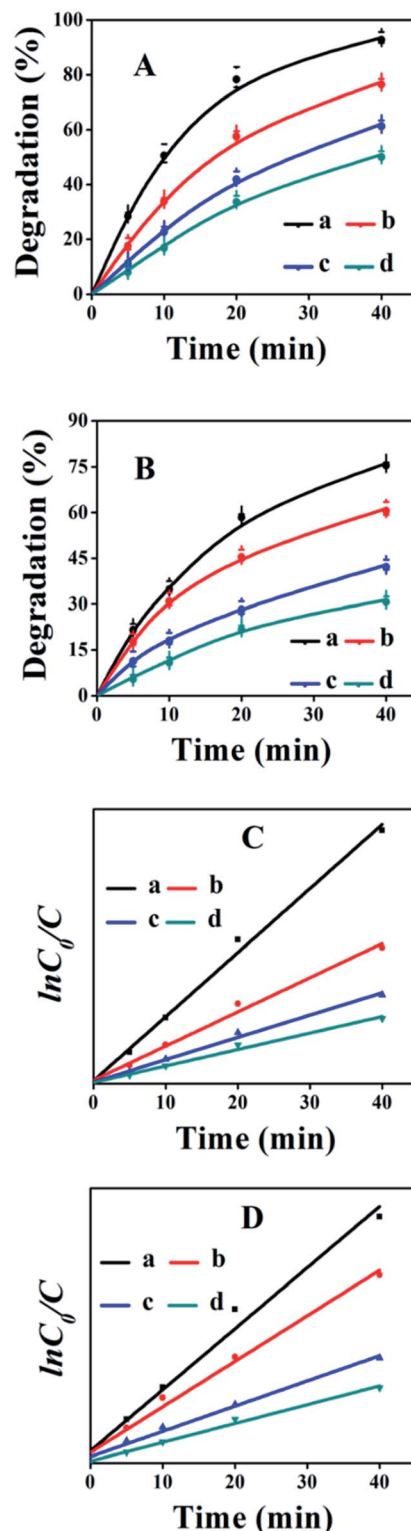 100
A
80
60
40
20
0
a b
c d
0 10 20 30 40
Degradation (%)
Time (min)
90
B
75
60
45
30
15
0
a b
c d
0 10 20 30 40
Degradation (%)
Time (min)
C
a b
c d
lnC₀/C
0 10 20 30 40
Time (min)
D
a b
c d
lnC₀/C
0 10 20 30 40
Time (min)